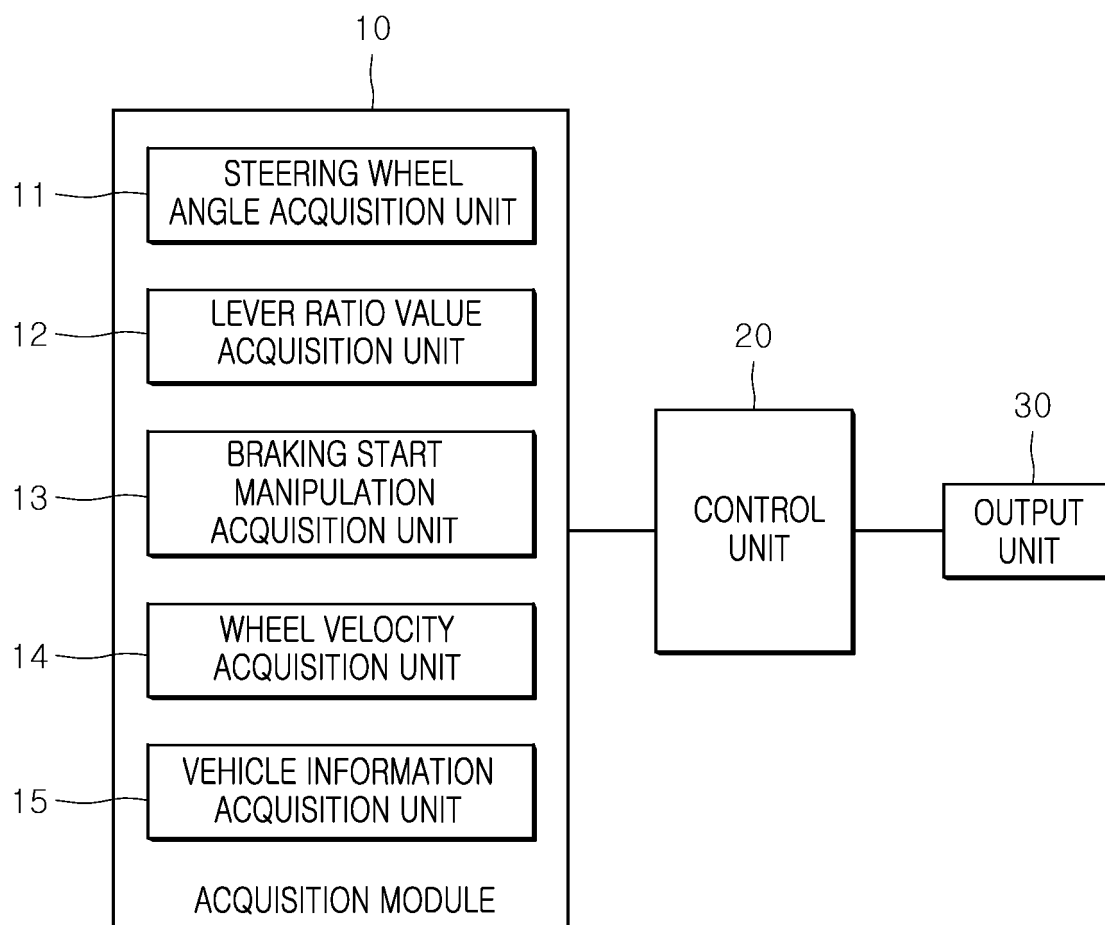 10
11
STEERING WHEEL
ANGLE ACQUISITION UNIT
12
LEVER RATIO VALUE
ACQUISITION UNIT
13
BRAKING START
MANIPULATION
ACQUISITION UNIT
14
WHEEL VELOCITY
ACQUISITION UNIT
15
VEHICLE INFORMATION
ACQUISITION UNIT
ACQUISITION MODULE
20
CONTROL
UNIT
30
OUTPUT
UNIT